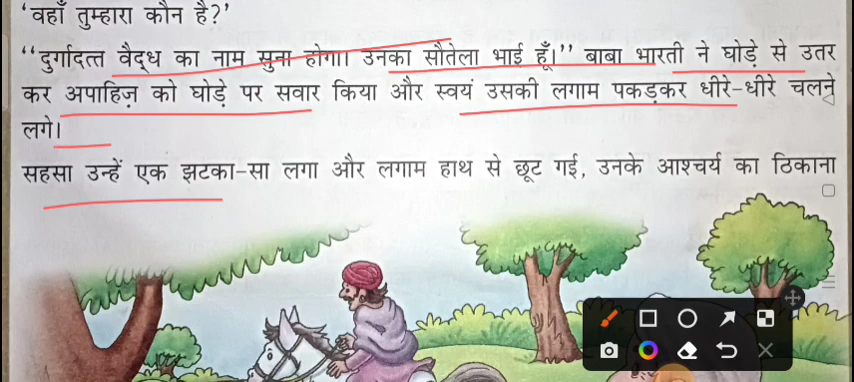 ‘वहाँ तुम्हारा कौन है?’
‘‘दुर्गादत्त वैद्ध का नाम सुना होगा। उनका सौतेला भाई हूँ।’’ बाबा भारती ने घोड़े से उतर
कर अपाहिज़ को घोड़े पर सवार किया और स्वयं उसकी लगाम पकड़कर धीरे-धीरे चलने
लगे।
सहसा उन्हें एक झटका-सा लगा और लगाम हाथ से छूट गई, उनके आश्चर्य का ठिकाना